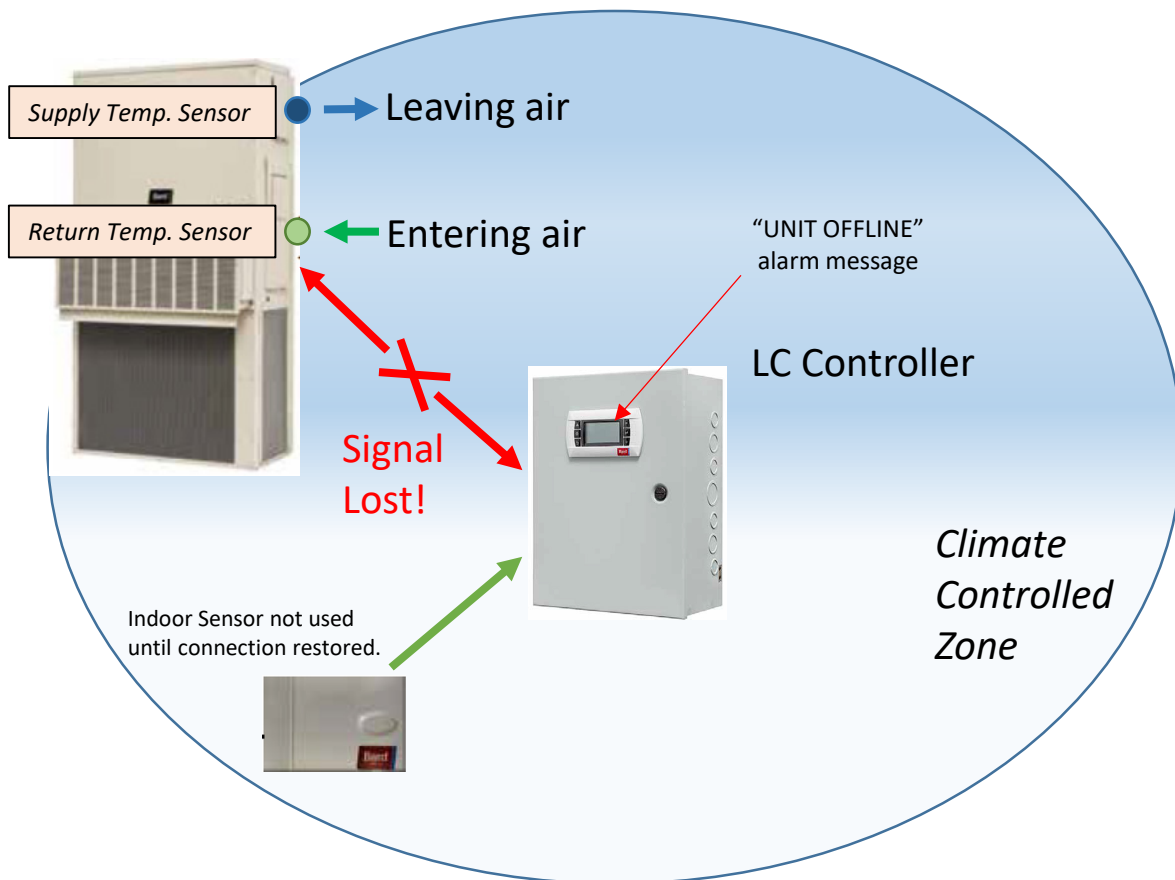 Supply Temp. Sensor
Leaving air
Return Temp. Sensor
Entering air
“UNIT OFFLINE”
alarm message
LC Controller
Signal
Lost!
Climate
Controlled
Zone
Indoor Sensor not used
until connection restored.
Bard